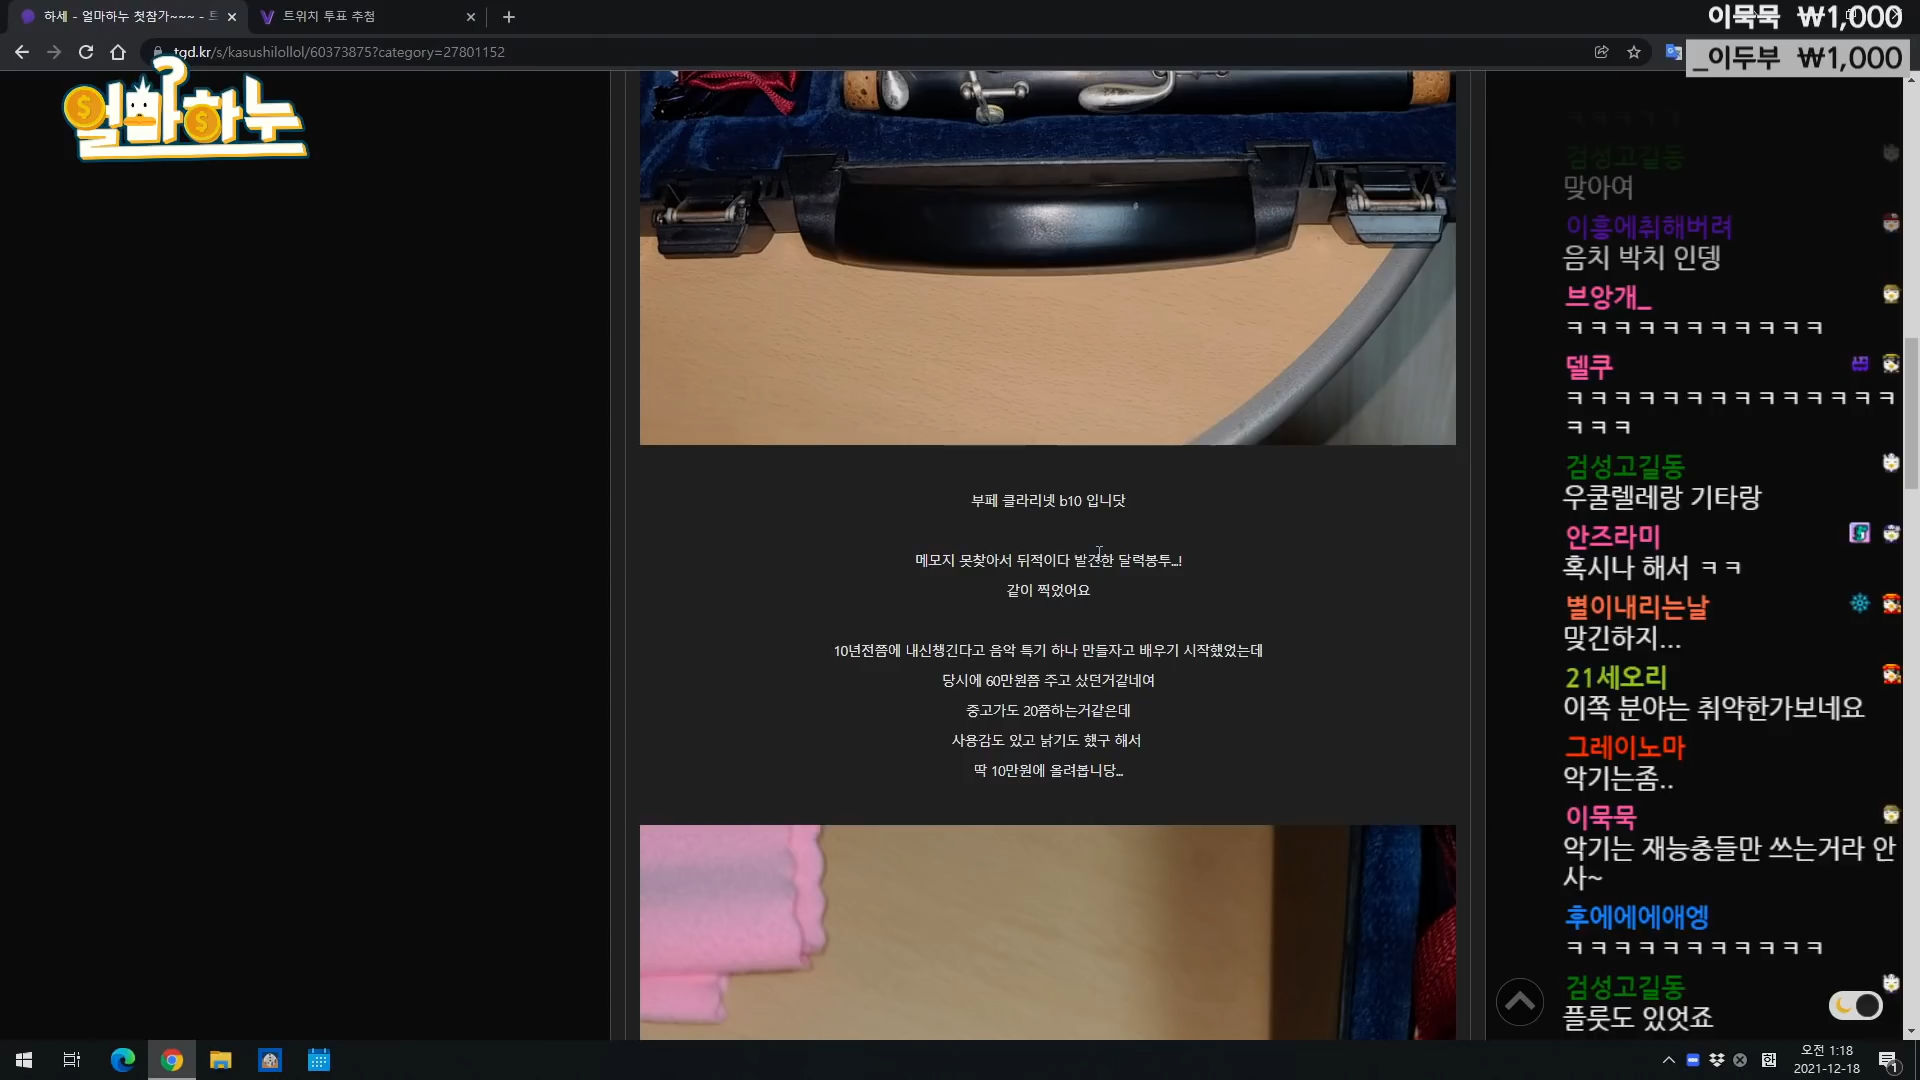 하세 - 얼마하누 첫참가~~~ - 트
트위치 투표 추첨
tgd.kr/s/kasushilollol/60373875?category=27801152
이묵묵 ₩1,000
_이두부 ₩1,000
얼마하누
?
검성고길동
맞아여
이흥에취해버려
음치 박치 인뎅
브앙개_
ㅋㅋㅋㅋㅋㅋㅋㅋㅋㅋㅋ
델쿠
ㅋㅋㅋㅋㅋㅋㅋㅋㅋㅋㅋㅋㅋㅋ
ㅋㅋㅋ
검성고길동
우쿨렐레랑 기타랑
안즈라미
혹시나 해서 ㅋㅋ
별이내리는날
맞긴하지...
21세오리
이쪽 분야는 취약한가보네요
그레이노마
악기는좀..
이묵묵
악기는 재능충들만 쓰는거라 안
사~
후에에에애엥
ㅋㅋㅋㅋㅋㅋㅋㅋㅋㅋㅋ
검성고길동
플룻도 있엇죠
부페 클라리넷 b10 입니닷
메모지 못찾아서 뒤적이다 발견한 달력봉투...!
같이 찍었어요
10년전쯤에 내신챙긴다고 음악 특기 하나 만들자고 배우기 시작했었는데
당시에 60만원쯤 주고 샀던거같네여
중고가도 20쯤하는거같은데
사용감도 있고 낡기도 했구 해서
딱 10만원에 올려봅니당...
한
오전 1:18
2021-12-18
1